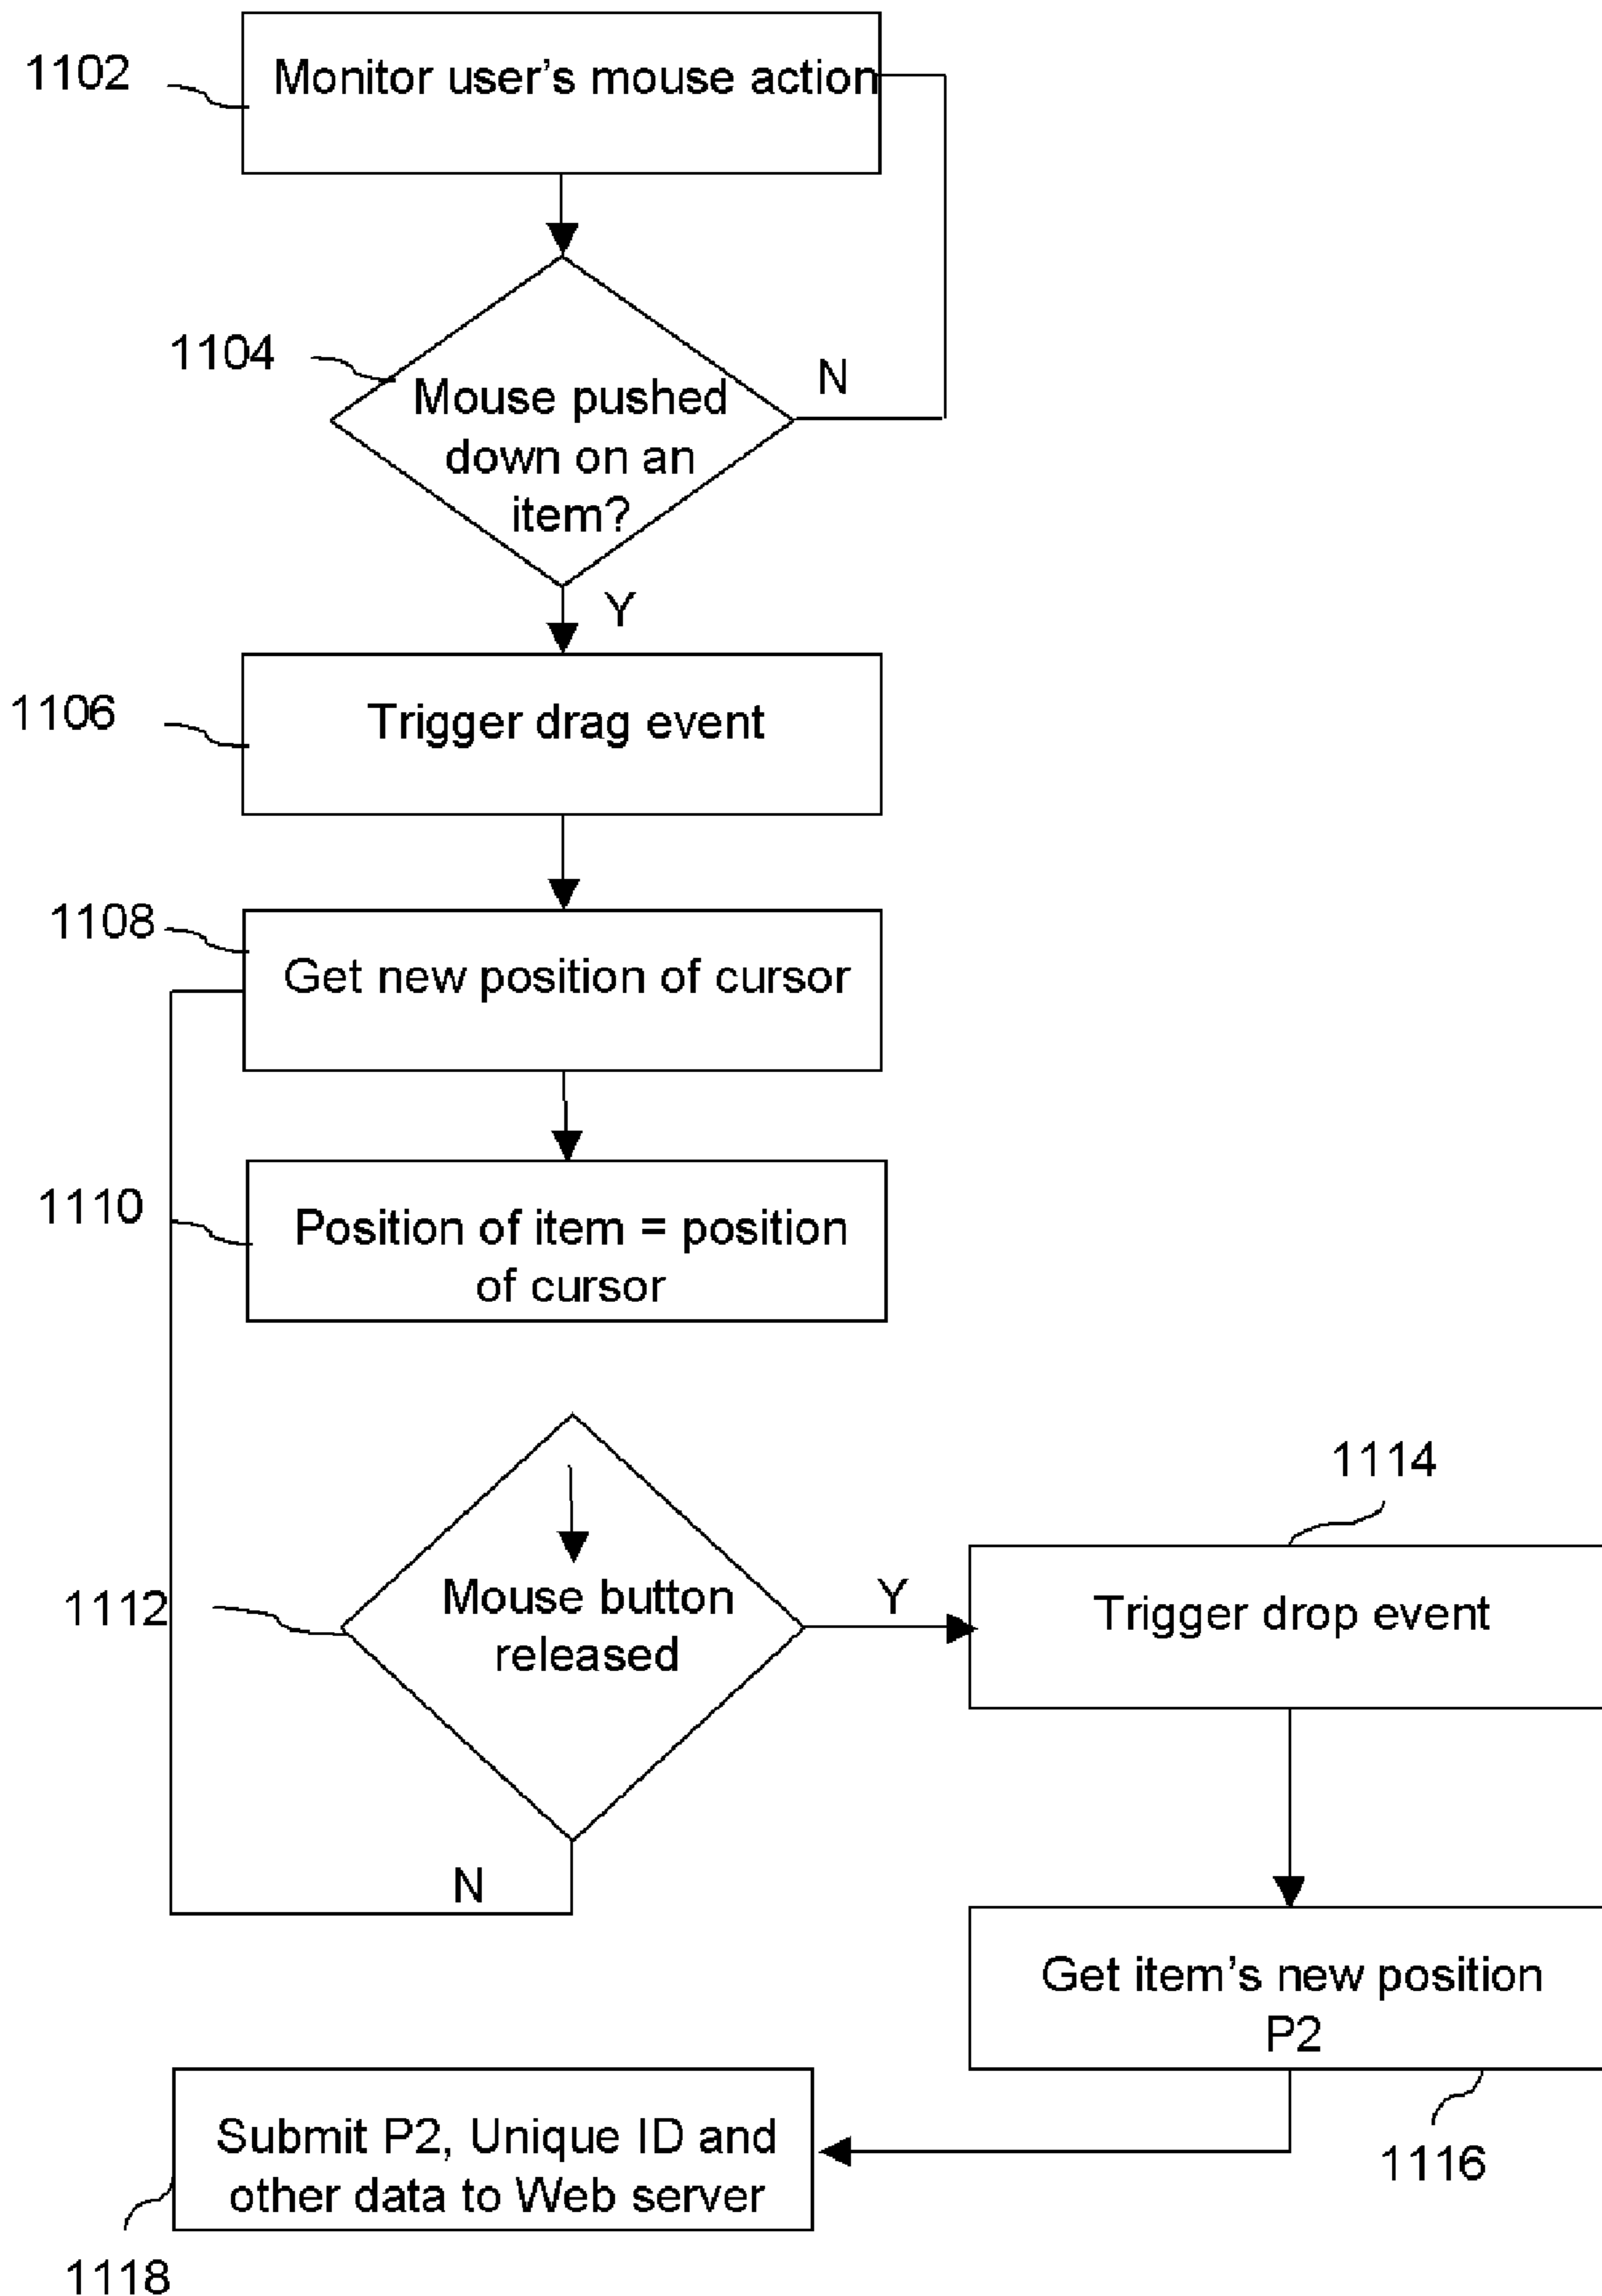 1102
Monitor user's mouse action
1104
Mouse pushed
down on an
item?
N
Y
1106
Trigger drag event
1108
Get new position of cursor
1110
Position of item = position
of cursor
1112
Mouse button
released
Y
N
1114
Trigger drop event
Get item's new position
P2
1116
Submit P2, Unique ID and
other data to Web server
1118